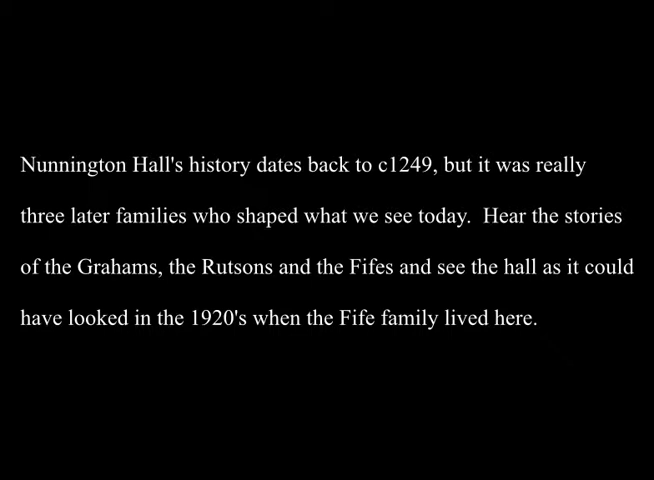 Nunnington Hall's history dates back to c1249, but it was really
three later families who shaped what we see today.  Hear the stories
of the Grahams, the Rutsons and the Fifes and see the hall as it could
have looked in the 1920's when the Fife family lived here.